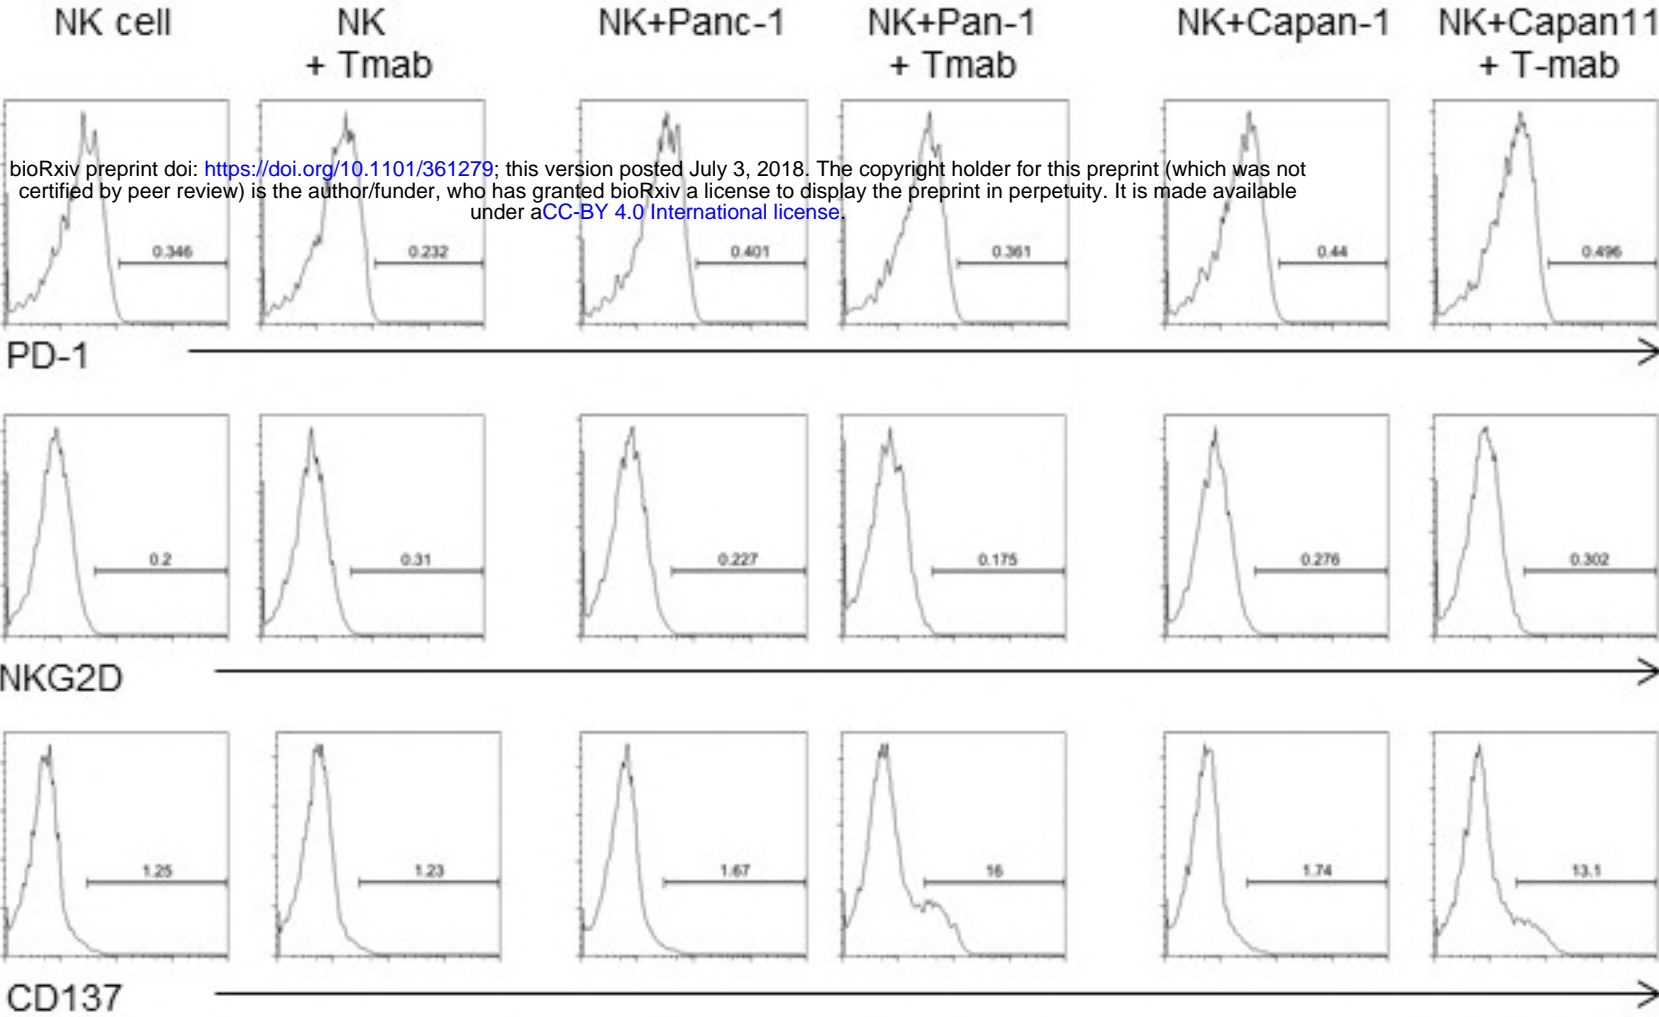 NK cell
NK
+ Tmab
NK+Panc-1
NK+Pan-1
+ Tmab
NK+Capan-1
NK+Capan11
+ T-mab
bioRxiv preprint doi: https://doi.org/10.1101/361279; this version posted July 3, 2018. The copyright holder for this preprint (which was not
certified by peer review) is the author/funder, who has granted bioRxiv a license to display the preprint in perpetuity. It is made available
under aCC-BY 4.0 International license.
0.346
0.232
0.401
0.361
0.44
0.496
PD-1
0.2
0.31
0.227
0.175
0.276
0.302
NKG2D
1.25
1.23
1.67
16
1.74
13.1
CD137